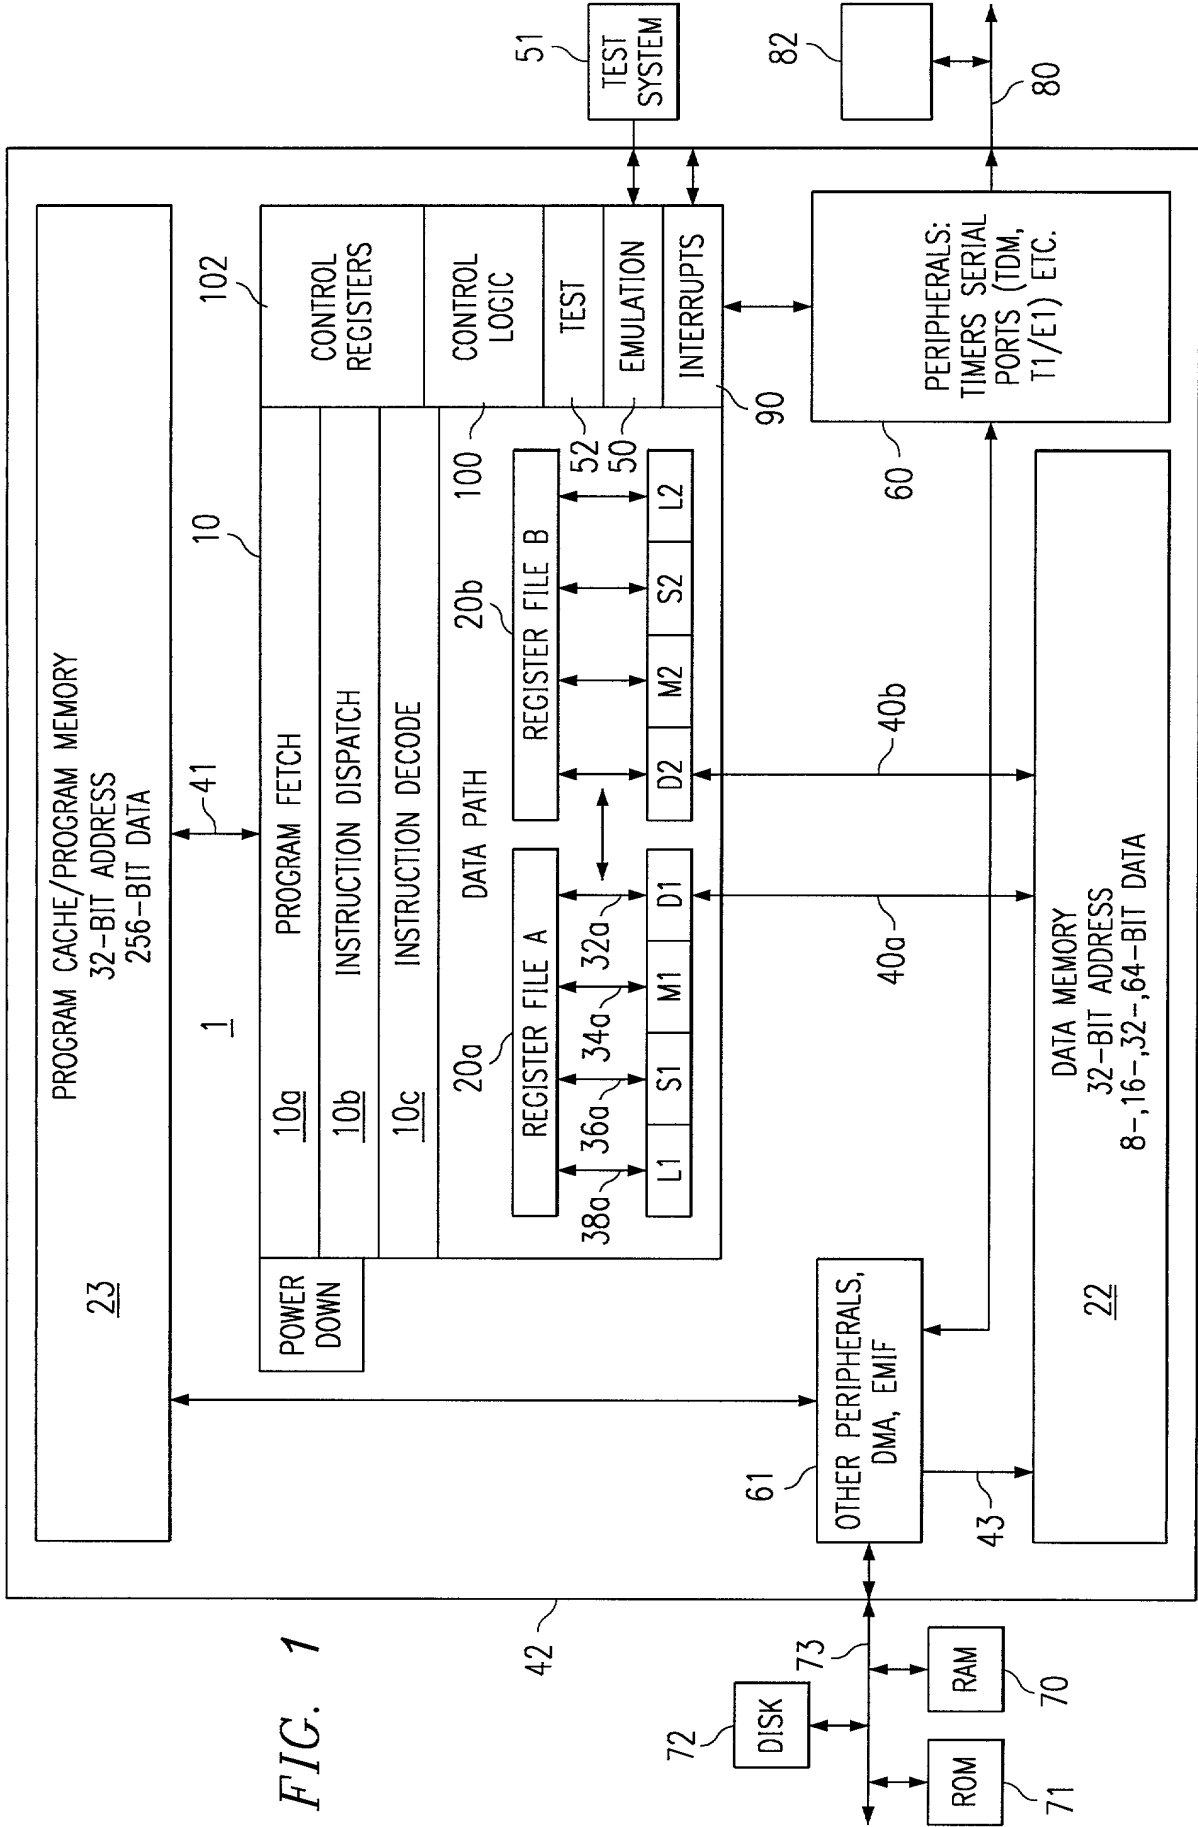 FIG. 1
PROGRAM CACHE/PROGRAM MEMORY
32-BIT ADDRESS
256-BIT DATA
23
41
1
10
102
POWER
DOWN
10a
PROGRAM FETCH
10b
INSTRUCTION DISPATCH
10c
INSTRUCTION DECODE
DATA PATH
CONTROL
REGISTERS
CONTROL
LOGIC
TEST
EMULATION
INTERRUPTS
100
52
50
90
51
TEST
SYSTEM
20a
REGISTER FILE A
20b
REGISTER FILE B
38a
36a
34a
32a
L1
S1
M1
D1
D2
M2
S2
L2
40a
40b
42
61
OTHER PERIPHERALS,
DMA, EMIF
43
60
PERIPHERALS:
TIMERS SERIAL
PORTS (TDM,
T1/E1) ETC.
82
80
72
DISK
73
ROM
71
RAM
70
DATA MEMORY
32-BIT ADDRESS
8-,16-,32-,64-BIT DATA
22